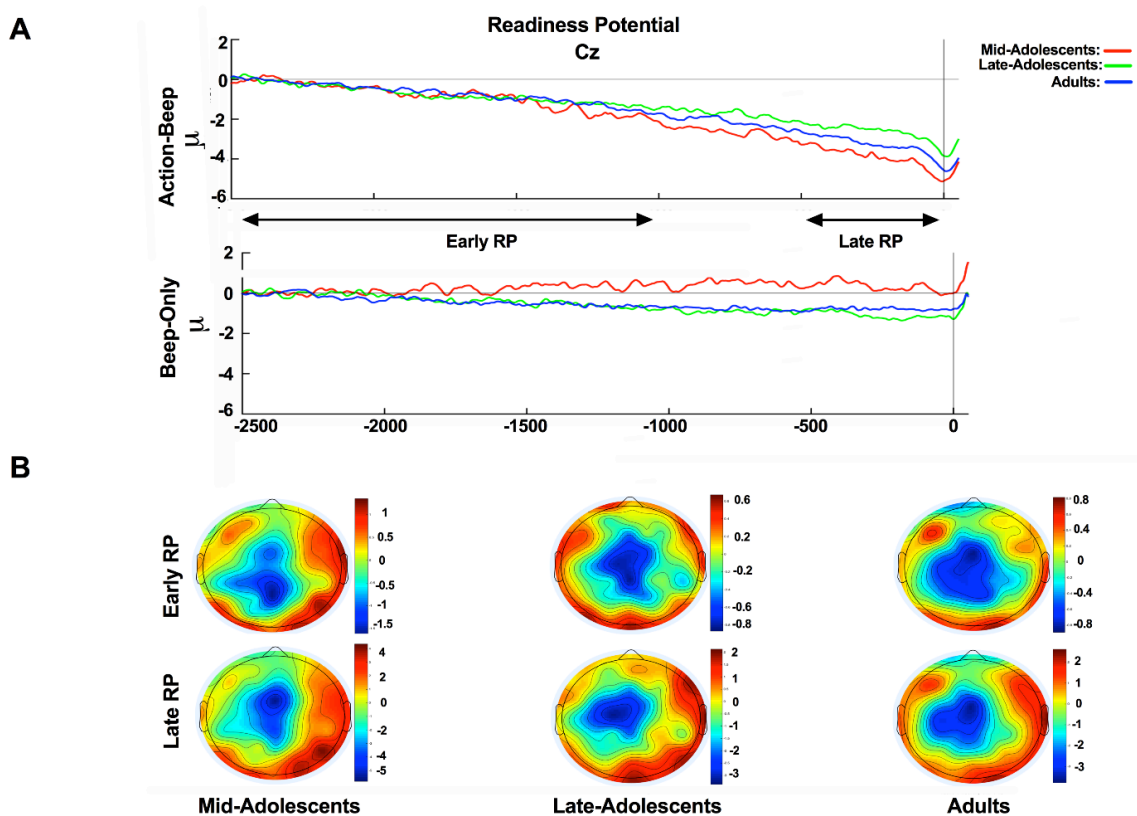 A
Readiness Potential
Cz
Mid-Adolescents:
Late-Adolescents:
Adults:
Action-Beep
μ
2
0
-2
-4
-6
Early RP
Late RP
Beep-Only
μ
2
0
-2
-4
-6
-2500 -2000 -1500 -1000 -500 0
B
Early RP
1
0.5
0
-0.5
-1
-1.5
0.6
0
-0.6
-0.8
0.8
0.4
0
-0.4
-0.8
Late RP
4
2
0
-2
-4
-5
2
1
0
-1
-2
-3
2
1
0
-1
-3
Mid-Adolescents Late-Adolescents Adults